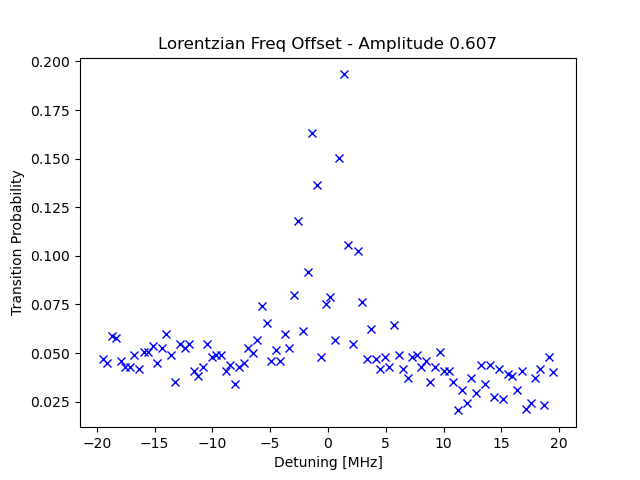 Lorentzian Freq Offset - Amplitude 0.607
0.200
0.175
0.150
0.125
0.100
0.075
0.050
0.025
Transition Probability
−20 −15 −10 −5 0 5 10 15 20
Detuning [MHz]